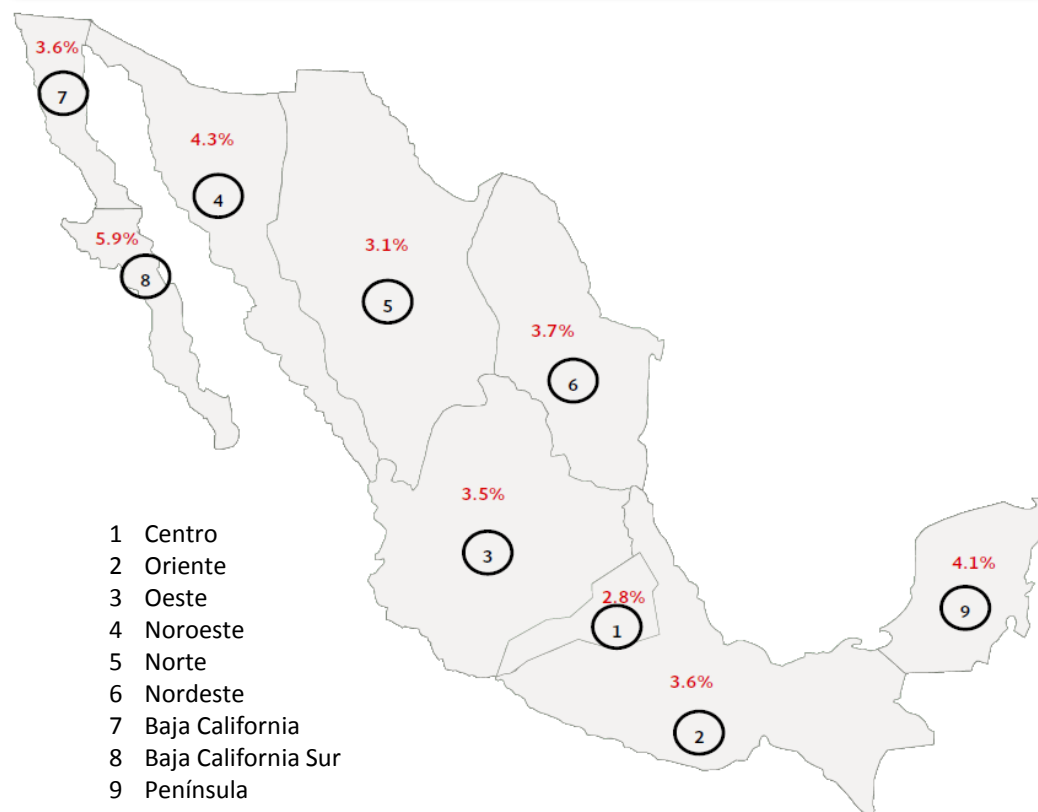 3.6%
7
4.3%
4
5.9%
8
3.1%
5
3.7%
6
3.5%
3
2.8%
1
4.1%
9
3.6%
2
1 Centro
2 Oriente
3 Oeste
4 Noroeste
5 Norte
6 Nordeste
7 Baja California
8 Baja California Sur
9 Península